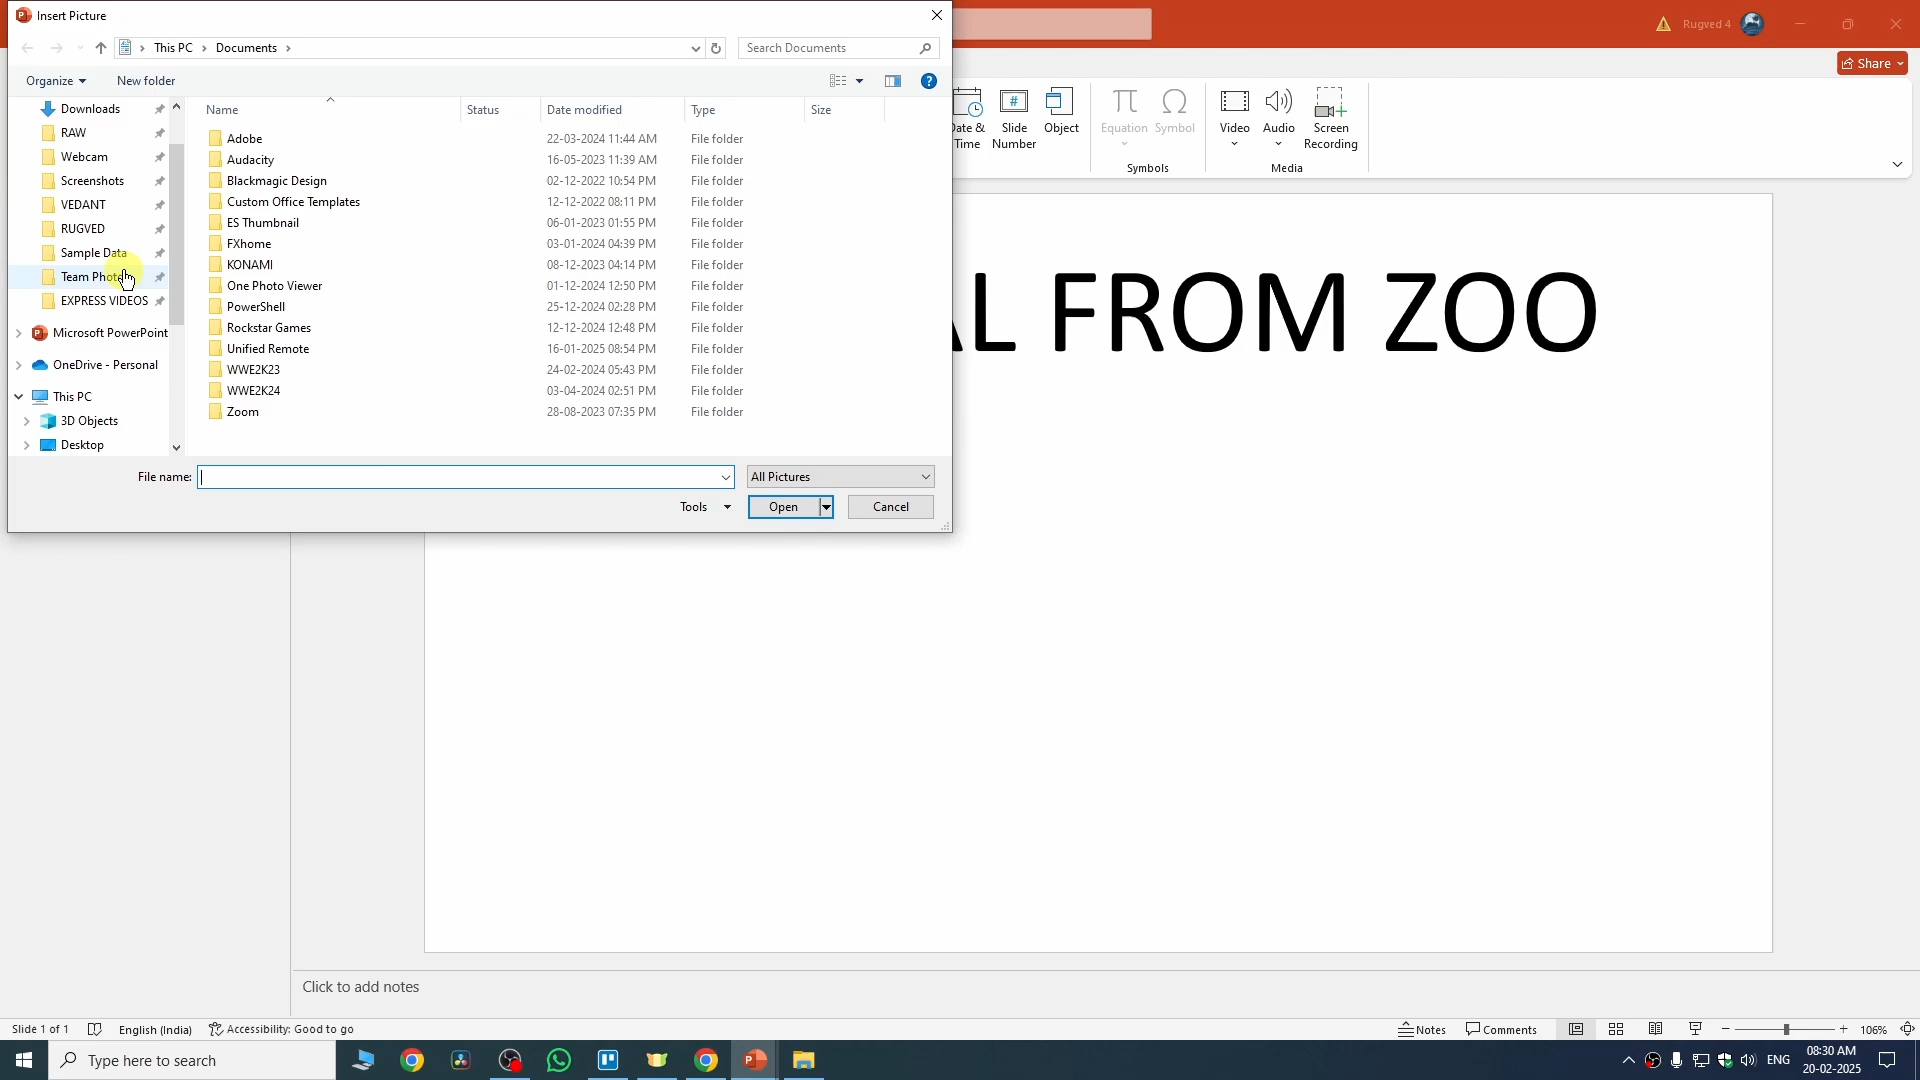 Insert Picture
Rugved 4
This PC > Documents >
Search Documents
Share
Organize
New folder
Name
Status
Date modified
Type
Size
Downloads
RAW
Webcam
Screenshots
VEDANT
RUGVED
Sample Data
Team
EXPRESS VIDEOS
Microsoft PowerPoint
OneDrive - Personal
This PC
3D Objects
Desktop
Adobe 22-03-2024 11:44 AM File folder
Audacity 16-05-2023 11:39 AM File folder
Blackmagic Design 02-12-2022 10:54 PM File folder
Custom Office Templates 12-12-2022 08:11 PM File folder
ES Thumbnail 06-01-2023 01:55 PM File folder
FXhome 03-01-2024 04:39 PM File folder
KONAMI 08-12-2023 04:14 PM File folder
One Photo Viewer 01-12-2024 12:50 PM File folder
PowerShell 25-12-2024 02:28 PM File folder
Rockstar Games 12-12-2024 12:48 PM File folder
Unified Remote 16-01-2025 08:54 PM File folder
WWE2K23 24-02-2024 05:43 PM File folder
WWE2K24 03-04-2024 02:51 PM File folder
Zoom 28-08-2023 07:35 PM File folder
File name:
All Pictures
Tools
Open
Cancel
Date &
Time
Slide
Number
Object
Equation
Symbol
Symbols
Video
Audio
Screen
Recording
Media
AL FROM ZOO
Click to add notes
Slide 1 of 1
English (India)
Accessibility: Good to go
Notes
Comments
106%
Type here to search
ENG
08:30 AM
20-02-2025